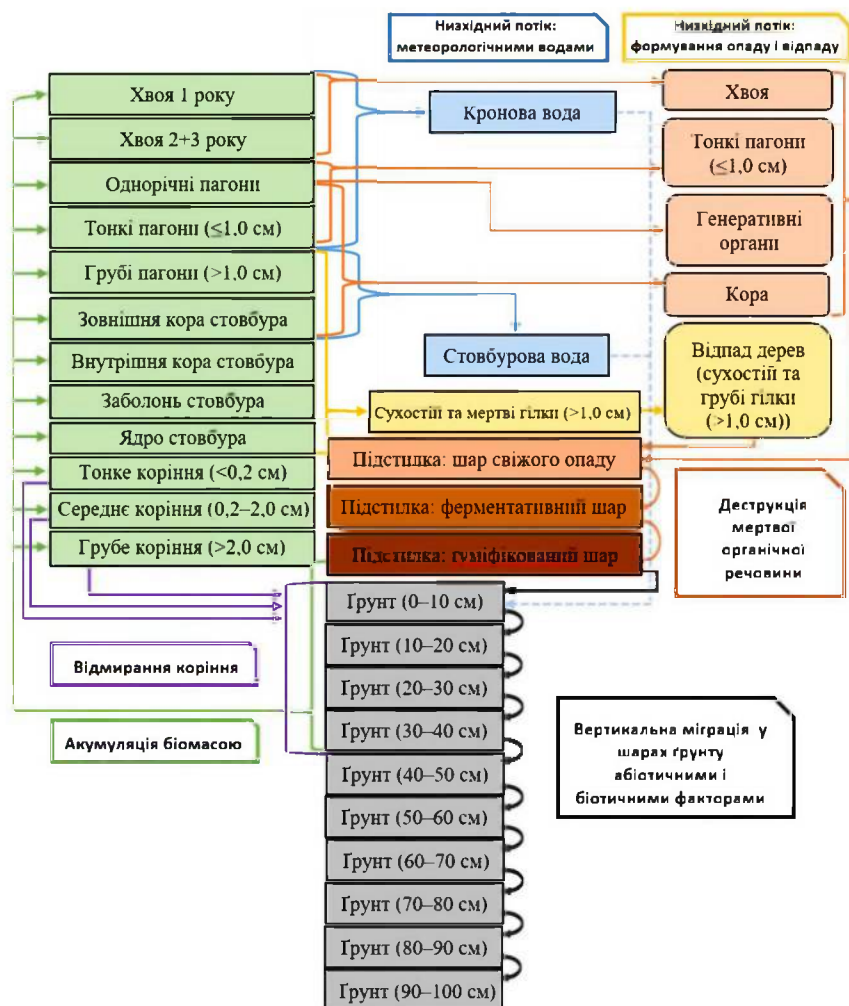 Низхідний потік:
метеорологічними водами
Низхідний потік:
формування опаду і відпаду
Хвоя 1 року
Хвоя 2+3 року
Однорічні пагони
Тонкі пагони (≤1,0 см)
Грубі пагони (>1,0 см)
Зовнішня кора стовбура
Внутрішня кора стовбура
Заболонь стовбура
Ядро стовбура
Тонке коріння (<0,2 см)
Середнє коріння (0,2–2,0 см)
Грубе коріння (>2,0 см)
Кронова вода
Стовбурова вода
Хвоя
Тонкі пагони
(≤1,0 см)
Генеративні
органи
Кора
Відпад дерев
(сухостій та
грубі гілки
(>1,0 см))
Сухостій та мертві гілки (>1,0 см)
Підстилка: шар свіжого опаду
Підстилка: ферментативний шар
Підстилка: гуміфікований шар
Деструкція
мертвої
органічної
речовини
Ґрунт (0–10 см)
Ґрунт (10–20 см)
Ґрунт (20–30 см)
Ґрунт (30–40 см)
Ґрунт (40–50 см)
Ґрунт (50–60 см)
Ґрунт (60–70 см)
Ґрунт (70–80 см)
Ґрунт (80–90 см)
Ґрунт (90–100 см)
Відмирання коріння
Акумуляція біомасою
Вертикальна міграція у
шарах ґрунту
абіотичними і
біотичними факторами